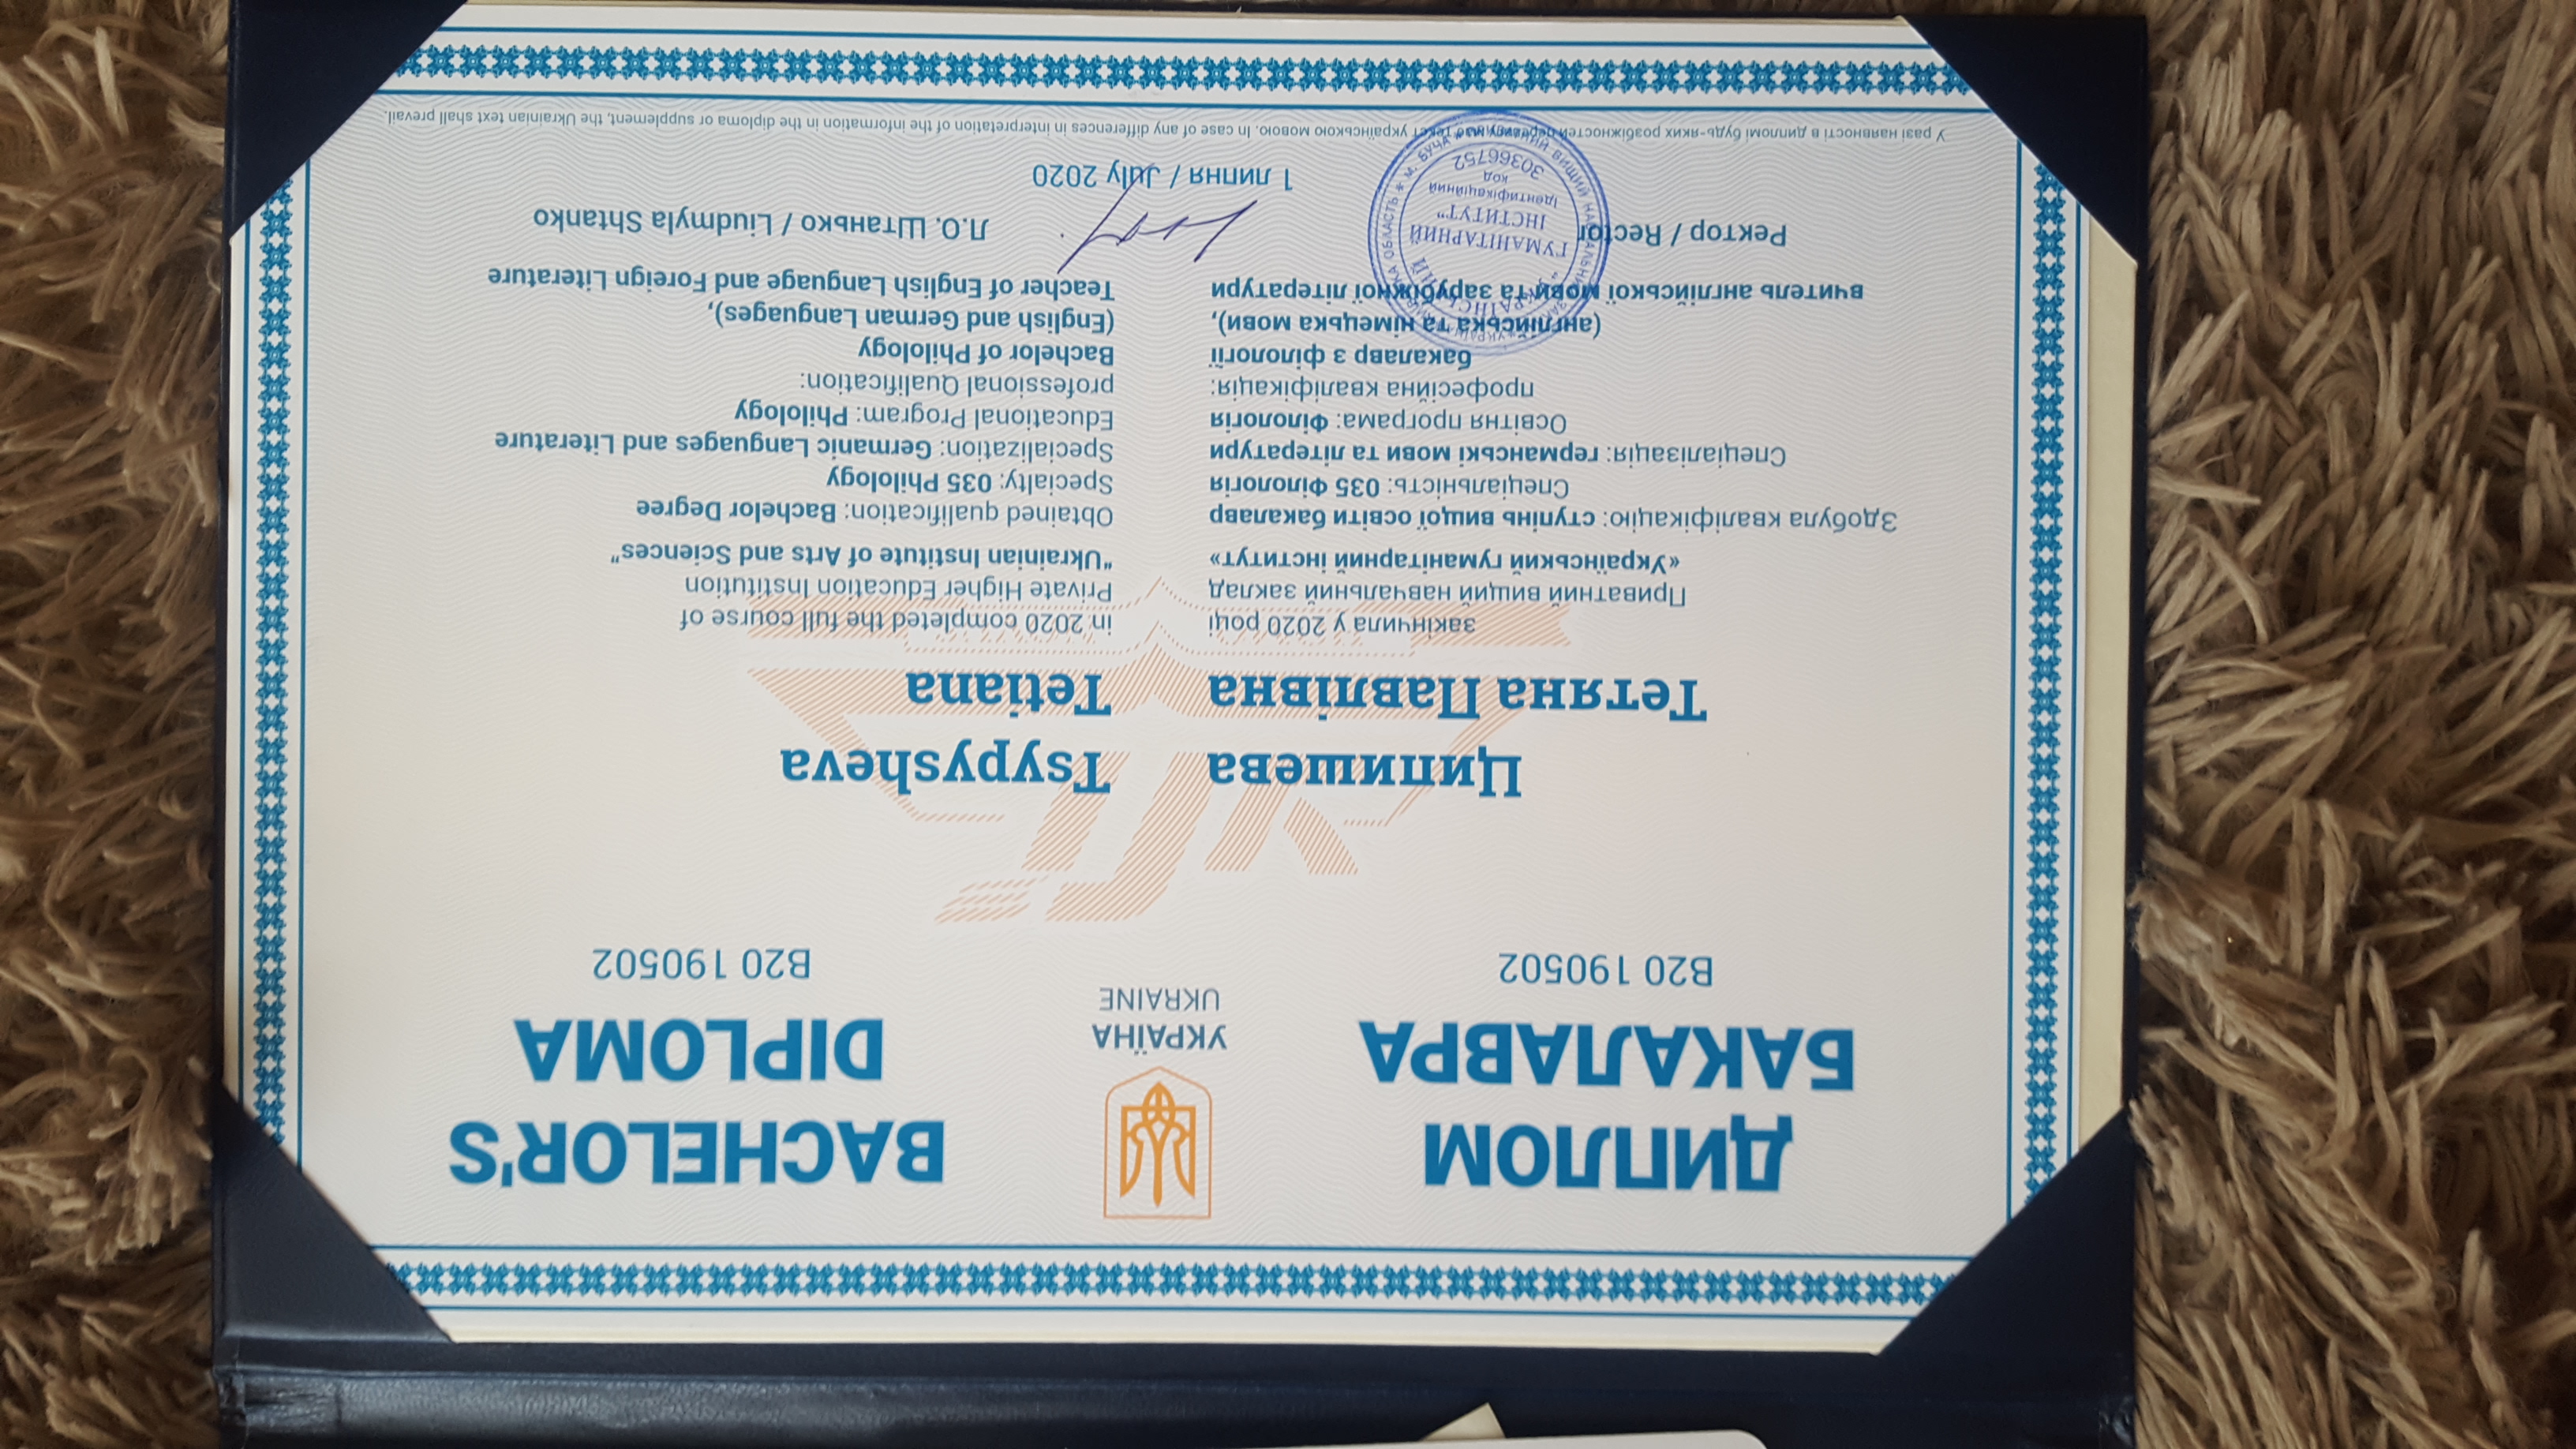 ДИПЛОМ
БАКАЛАВРА
В20 190502
УКРАЇНА
UKRAINE
BACHELOR'S
DIPLOMA
B20 190502
Ципишева
Тетяна Павлівна
закінчила у 2020 році
Приватний вищий навчальний заклад
«Український гуманітарний інститут»
Здобула кваліфікацію: ступінь вищої освіти бакалавр
Спеціальність: 035 Філологія
Спеціалізація: германські мови та літератури
Освітня програма: Філологія
професійна кваліфікація:
бакалавр з філології
(англійська та німецька мови),
вчитель англійської мови та зарубіжної літератури
Tsypysheva
Tetiana
in 2020 completed the full course of
Private Higher Education Institution
"Ukrainian Institute of Arts and Sciences"
Obtained qualification: Bachelor Degree
Specialty: 035 Philology
Specialization: Germanic Languages and Literature
Educational Program: Philology
professional Qualification:
Bachelor of Philology
(English and German Languages),
Teacher of English Language and Foreign Literature
Ректор / Rector
Л.О. Штанько / Liudmyla Shtanko
1 липня / July 2020
"УКРАЇНСЬКИЙ
ГУМАНІТАРНИЙ
ІНСТИТУТ"
Ідентифікаційний
код
30366752
У разі наявності в дипломі будь-яких розбіжностей перевагу має текст українською мовою. In case of any differences in interpretation of the information in the diploma or supplement, the Ukrainian text shall prevail.